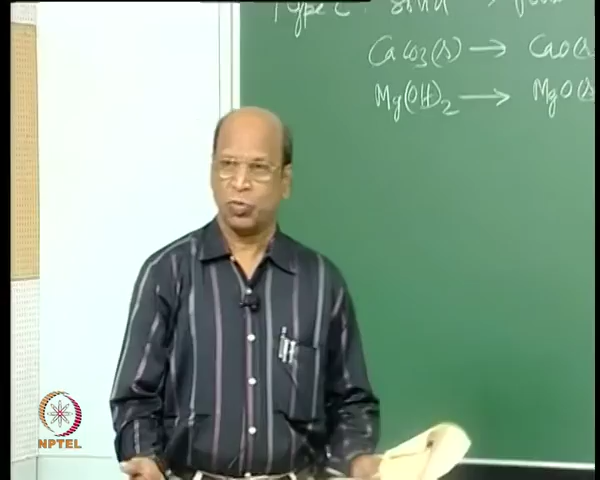 Type C : solid → 
CaCO3(s) → CaO(s
Mg(OH)2 → MgO(s
NPTEL